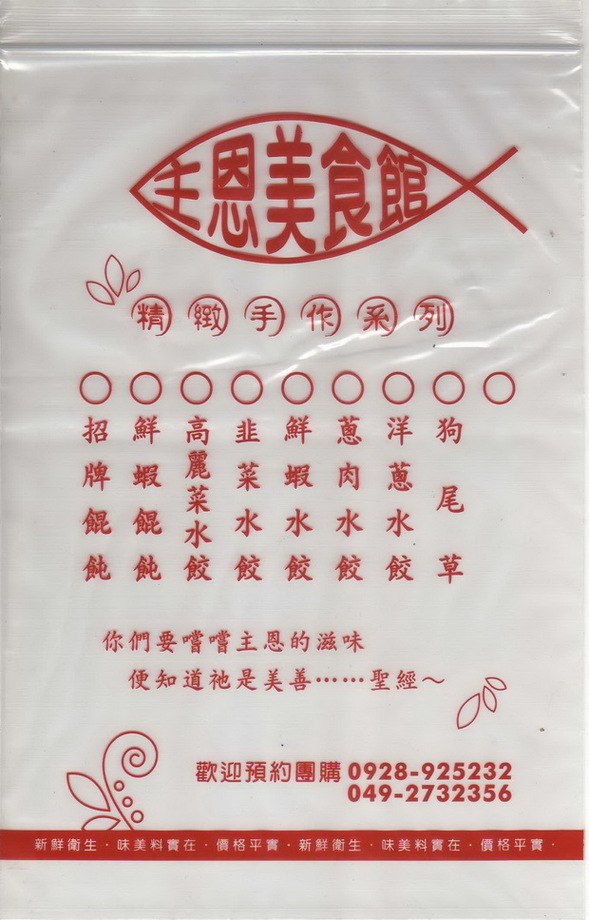 主恩美食館
精緻手作系列
招牌餛飩
鮮蝦餛飩
高麗菜水餃
韭菜水餃
鮮蝦水餃
蔥肉水餃
洋蔥水餃
狗尾草
你們要嚐嚐主恩的滋味
便知道祂是美善……聖經～
歡迎預約團購 0928-925232
049-2732356
新鮮衛生・味美料實在・價格平實・新鮮衛生・味美料實在・價格平實・